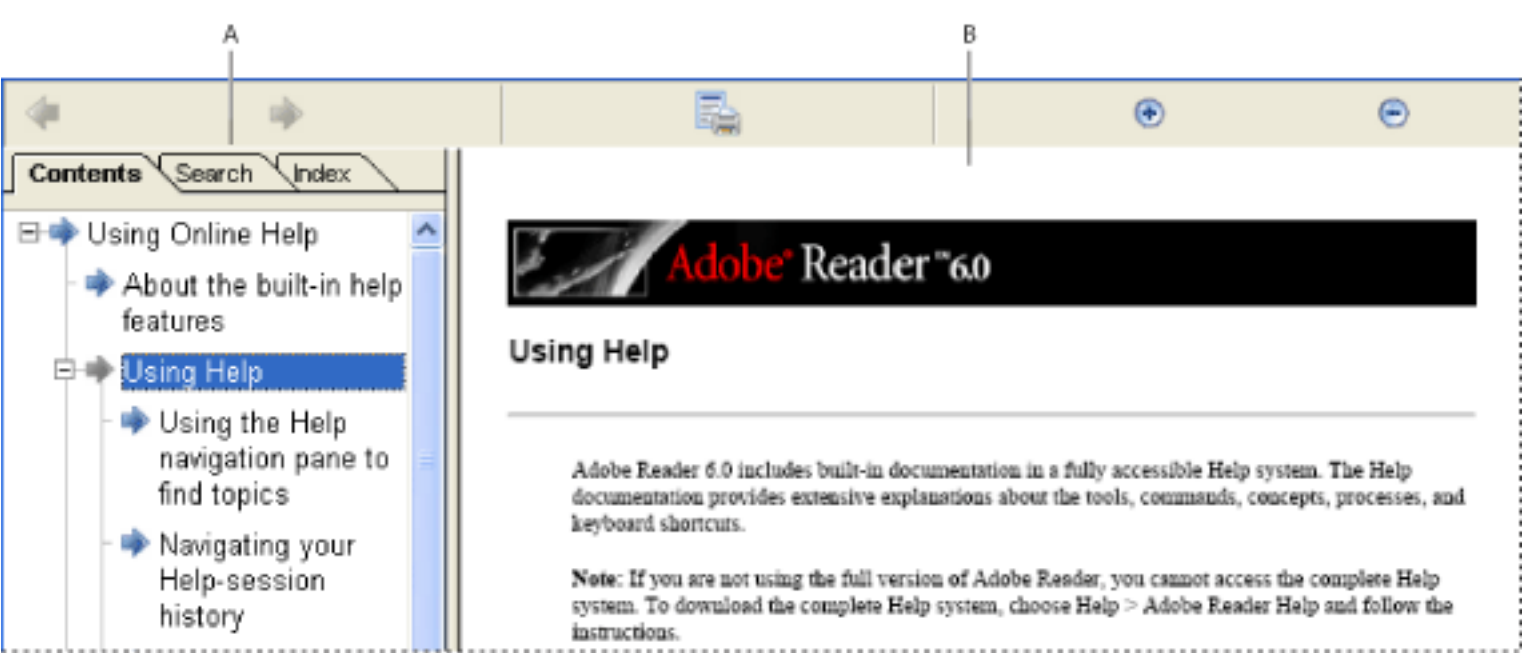 A
B
Contents Search Index
Using Online Help
About the built-in help
features
Using Help
Using the Help
navigation pane to
find topics
Navigating your
Help-session
history
Adobe® Reader™6.0
Using Help
Adobe Reader 6.0 includes built-in documentation in a fully accessible Help system. The Help
documentation provides extensive explanations about the tools, commands, concepts, processes, and
keyboard shortcuts.
Note: If you are not using the full version of Adobe Reader, you cannot access the complete Help
system. To download the complete Help system, choose Help > Adobe Reader Help and follow the
instructions.